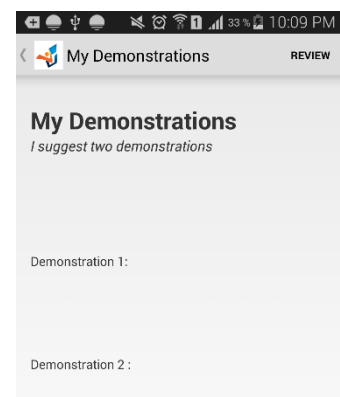 33 % 10:09 PM
My Demonstrations REVIEW
My Demonstrations
I suggest two demonstrations
Demonstration 1:
Demonstration 2 :